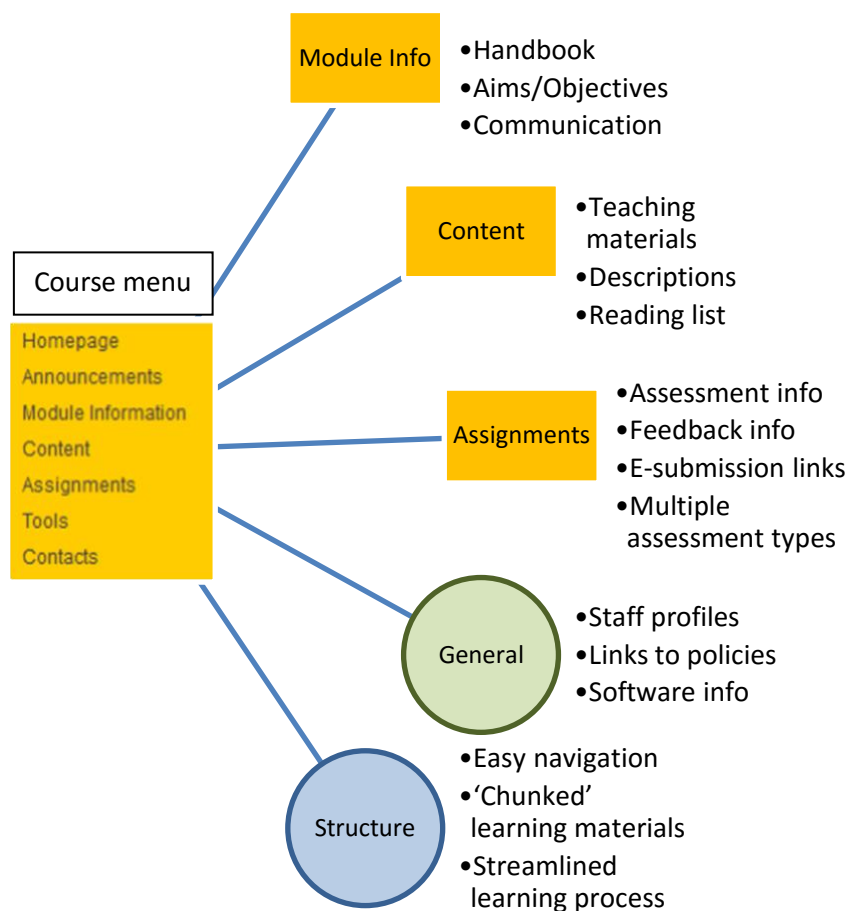 Module Info
•Handbook
•Aims/Objectives
•Communication
Content
•Teaching
materials
•Descriptions
•Reading list
Course menu
Homepage
Announcements
Module Information
Content
Assignments
Tools
Contacts
Assignments
•Assessment info
•Feedback info
•E-submission links
•Multiple
assessment types
General
•Staff profiles
•Links to policies
•Software info
Structure
•Easy navigation
•‘Chunked’
learning materials
•Streamlined
learning process